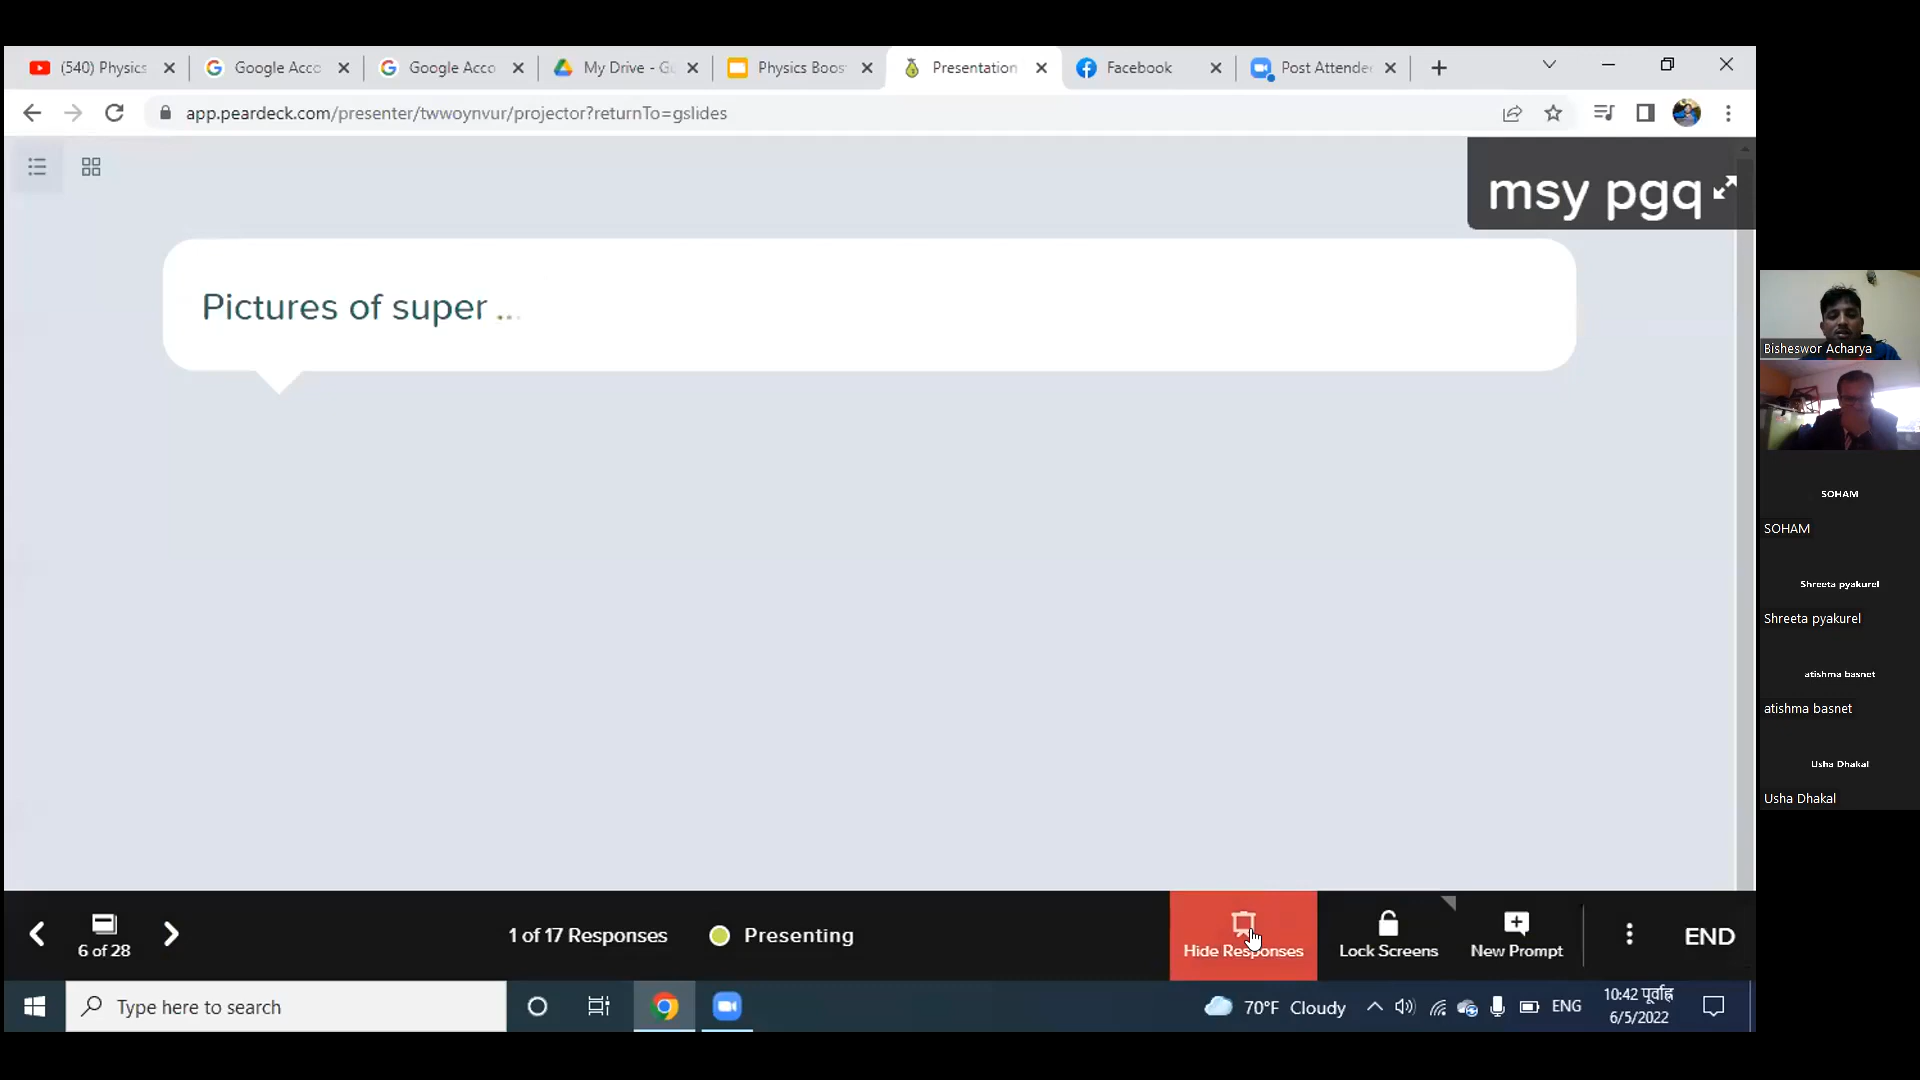 (540) Physics
Google Acco
Google Acco
My Drive - Go
Physics Boos
Presentation
Facebook
Post Attende
app.peardeck.com/presenter/twwoynvur/projector?returnTo=gslides
msy pgq
Pictures of super ...
Bisheswor Acharya
SOHAM
SOHAM
Shreeta pyakurel
Shreeta pyakurel
atishma basnet
atishma basnet
Usha Dhakal
Usha Dhakal
6 of 28
1 of 17 Responses
Presenting
Hide Responses
Lock Screens
New Prompt
END
Type here to search
70°F Cloudy
ENG
10:42 पूर्वाह्न
6/5/2022